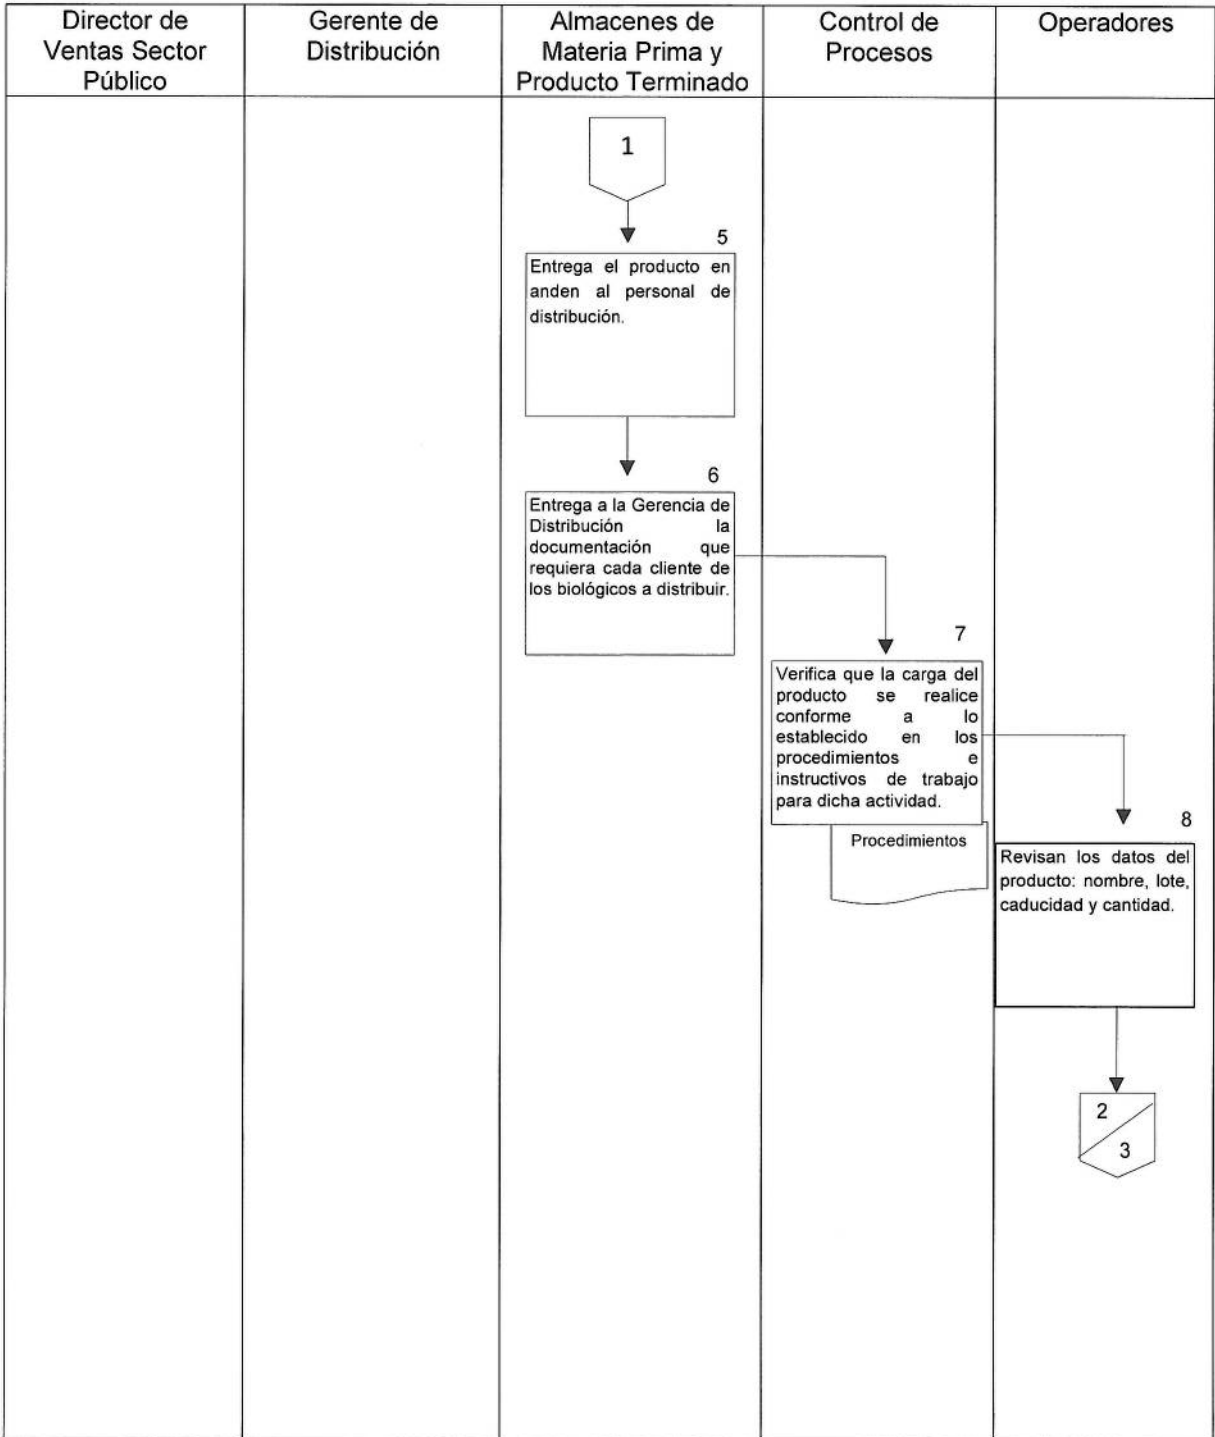 Director de
Ventas Sector
Público
Gerente de
Distribución
Almacenes de
Materia Prima y
Producto Terminado
Control de
Procesos
Operadores
1
5
Entrega el producto en
anden al personal de
distribución.
6
Entrega a la Gerencia de
Distribución la
documentación que
requiera cada cliente de
los biológicos a distribuir.
7
Verifica que la carga del
producto se realice
conforme a lo
establecido en los
procedimientos e
instructivos de trabajo
para dicha actividad.
Procedimientos
8
Revisan los datos del
producto: nombre, lote,
caducidad y cantidad.
2
3